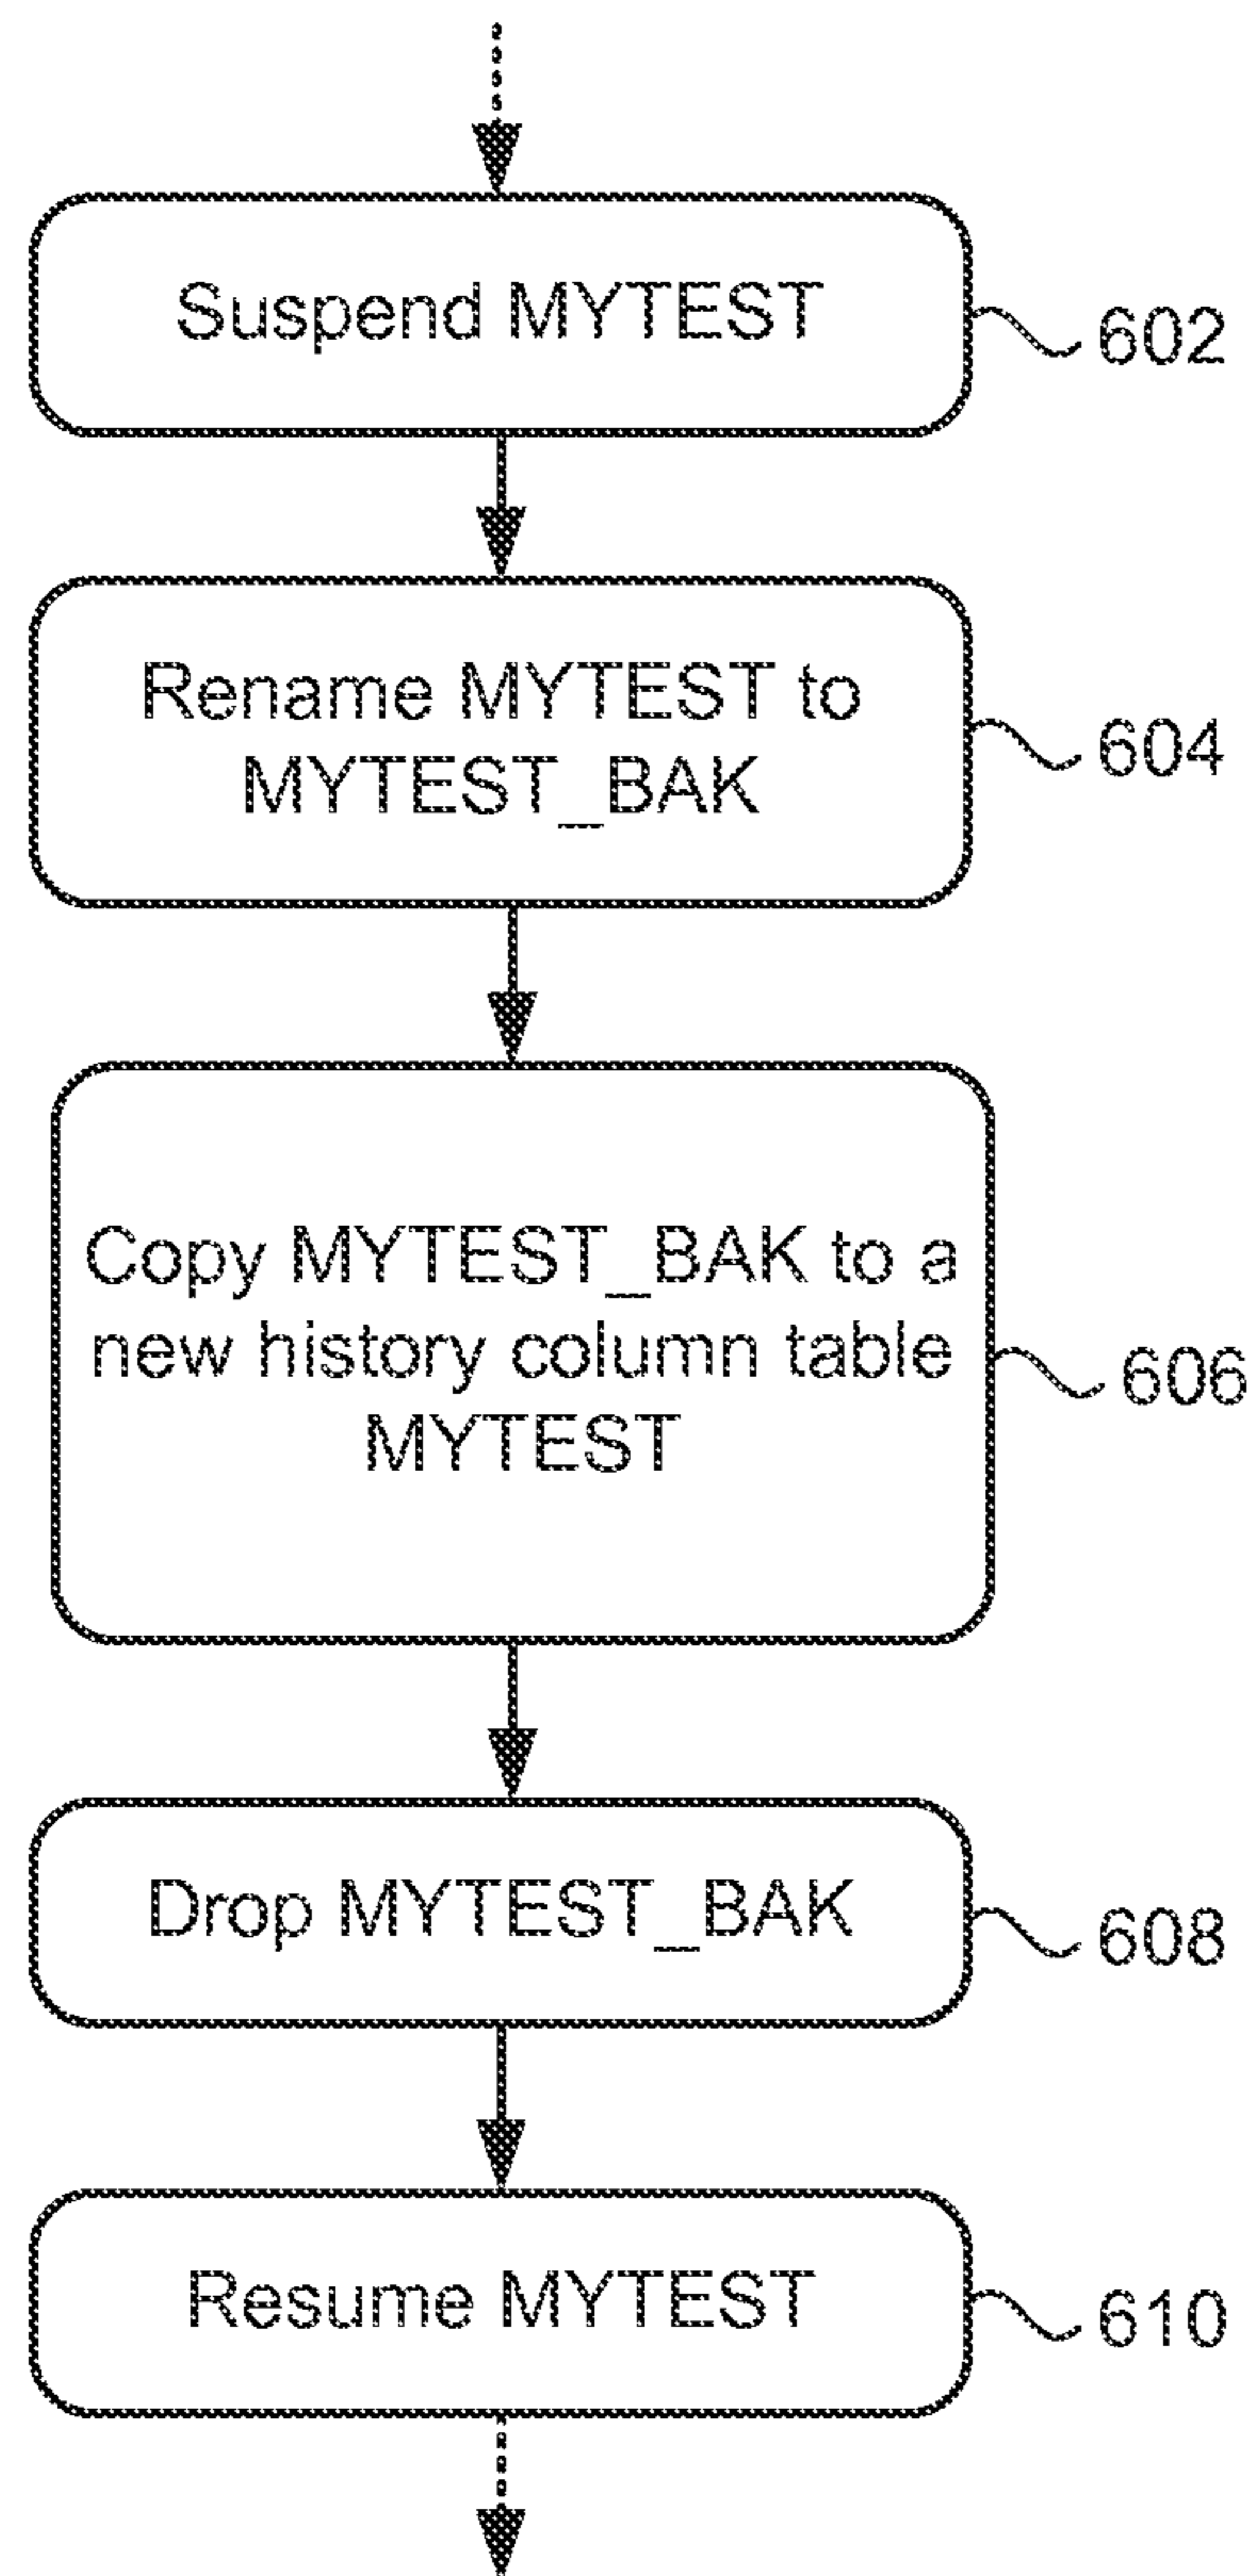 Suspend MYTEST
602
Rename MYTEST to
MYTEST_BAK
604
Copy MYTEST_BAK to a
new history column table
MYTEST
606
Drop MYTEST_BAK
608
Resume MYTEST
610